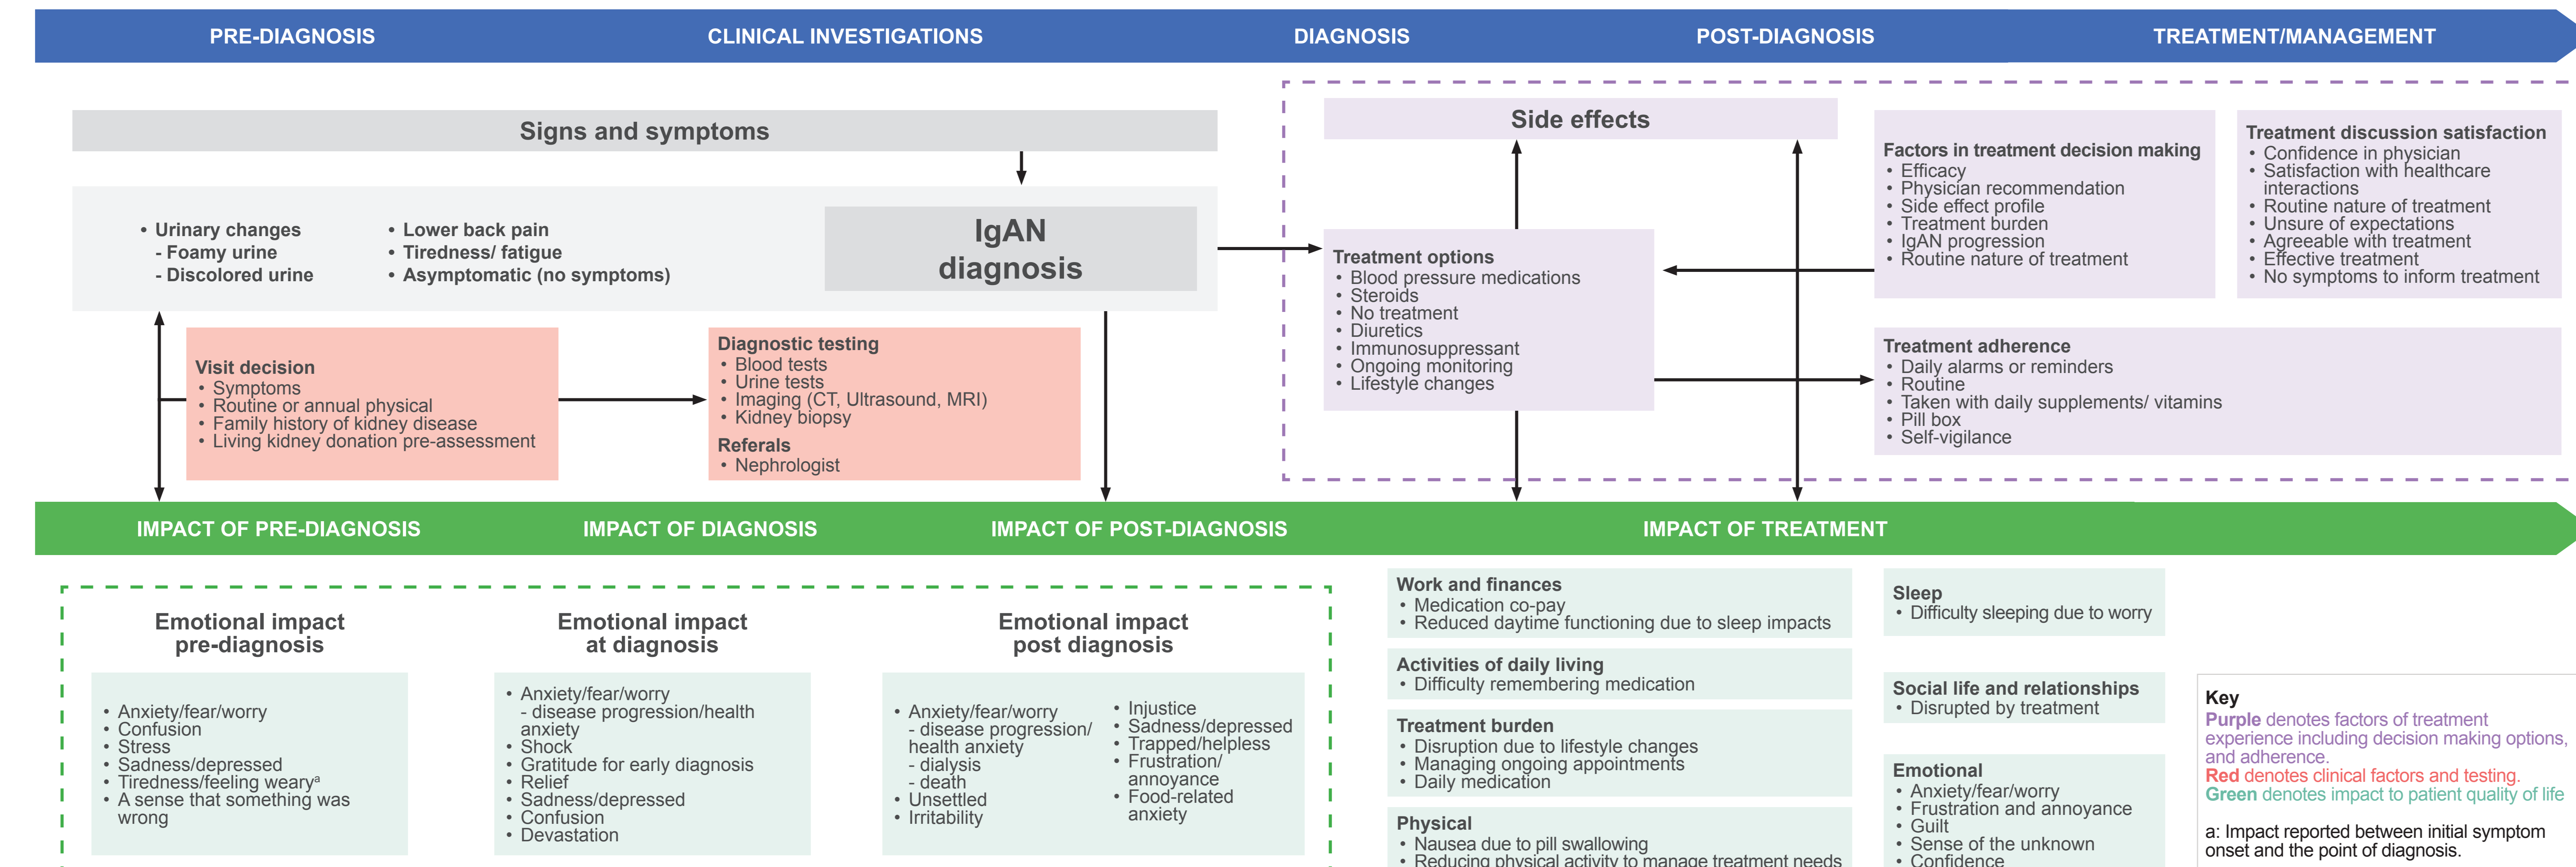 PRE-DIAGNOSIS
CLINICAL INVESTIGATIONS
DIAGNOSIS
POST-DIAGNOSIS
TREATMENT/MANAGEMENT
Signs and symptoms
• Urinary changes
- Foamy urine
- Discolored urine
• Lower back pain
• Tiredness/ fatigue
• Asymptomatic (no symptoms)
IgAN
diagnosis
Visit decision
• Symptoms
• Routine or annual physical
• Family history of kidney disease
• Living kidney donation pre-assessment
Diagnostic testing
• Blood tests
• Urine tests
• Imaging (CT, Ultrasound, MRI)
• Kidney biopsy
Referals
• Nephrologist
Side effects
Treatment options
• Blood pressure medications
• Steroids
• No treatment
• Diuretics
• Immunosuppressant
• Ongoing monitoring
• Lifestyle changes
Factors in treatment decision making
• Efficacy
• Physician recommendation
• Side effect profile
• Treatment burden
• IgAN progression
• Routine nature of treatment
Treatment discussion satisfaction
• Confidence in physician
• Satisfaction with healthcare
interactions
• Routine nature of treatment
• Unsure of expectations
• Agreeable with treatment
• Effective treatment
• No symptoms to inform treatment
Treatment adherence
• Daily alarms or reminders
• Routine
• Taken with daily supplements/ vitamins
• Pill box
• Self-vigilance
IMPACT OF PRE-DIAGNOSIS
IMPACT OF DIAGNOSIS
IMPACT OF POST-DIAGNOSIS
IMPACT OF TREATMENT
Emotional impact
pre-diagnosis
• Anxiety/fear/worry
• Confusion
• Stress
• Sadness/depressed
• Tiredness/feeling wearyᵃ
• A sense that something was
wrong
Emotional impact
at diagnosis
• Anxiety/fear/worry
- disease progression/health
anxiety
• Shock
• Gratitude for early diagnosis
• Relief
• Sadness/depressed
• Confusion
• Devastation
Emotional impact
post diagnosis
• Anxiety/fear/worry
- disease progression/
health anxiety
- dialysis
- death
• Unsettled
• Irritability
• Injustice
• Sadness/depressed
• Trapped/helpless
• Frustration/
annoyance
• Food-related
anxiety
Work and finances
• Medication co-pay
• Reduced daytime functioning due to sleep impacts
Activities of daily living
• Difficulty remembering medication
Treatment burden
• Disruption due to lifestyle changes
• Managing ongoing appointments
• Daily medication
Physical
• Nausea due to pill swallowing
• Reducing physical activity to manage treatment needs
Sleep
• Difficulty sleeping due to worry
Social life and relationships
• Disrupted by treatment
Emotional
• Anxiety/fear/worry
• Frustration and annoyance
• Guilt
• Sense of the unknown
• Confidence
Key
Purple denotes factors of treatment
experience including decision making options,
and adherence.
Red denotes clinical factors and testing.
Green denotes impact to patient quality of life
a: Impact reported between initial symptom
onset and the point of diagnosis.